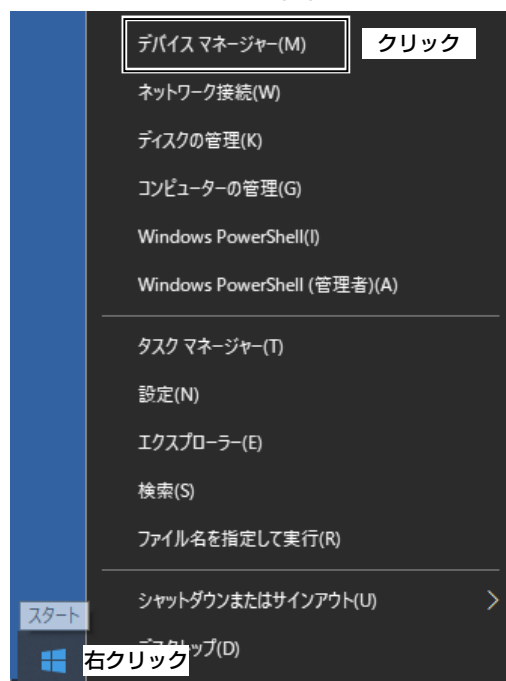 デバイス マネージャー(M)
クリック
ネットワーク接続(W)
ディスクの管理(K)
コンピューターの管理(G)
Windows PowerShell(I)
Windows PowerShell (管理者)(A)
タスク マネージャー(T)
設定(N)
エクスプローラー(E)
検索(S)
ファイル名を指定して実行(R)
シャットダウンまたはサインアウト(U)
スタート
デスクトップ(D)
右クリック